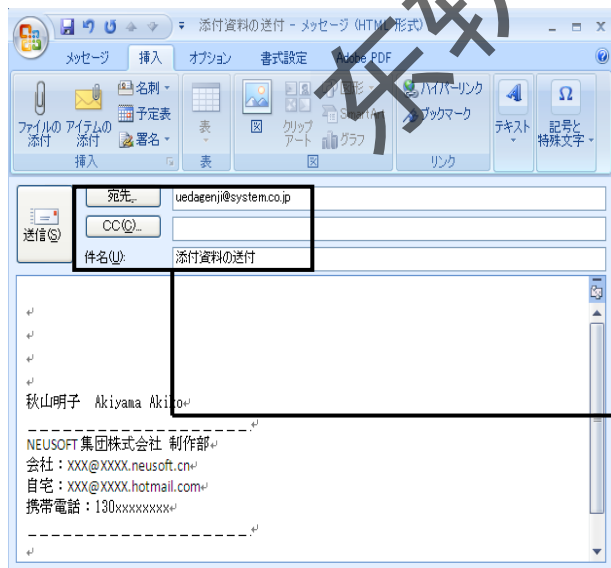 添付資料の送付 - メッセージ (HTML 形式)
メッセージ 挿入 オプション 書式設定 Adobe PDF
ファイルの添付
アイテムの添付
名刺
予定表
署名
挿入
表
表
図
クリップアート
図形
SmartArt
グラフ
図
ハイパーリンク
ブックマーク
リンク
テキスト
記号と特殊文字
送信(S)
宛先... uedagenji@system.co.jp
CC(C)...
件名(U): 添付資料の送付
秋山明子 Akiyama Akiko
NEUSOFT 集団株式会社 制作部
会社：XXX@XXXX.neusoft.cn
自宅：XXX@XXXX.hotmail.com
携帯電話：130xxxxxxxx